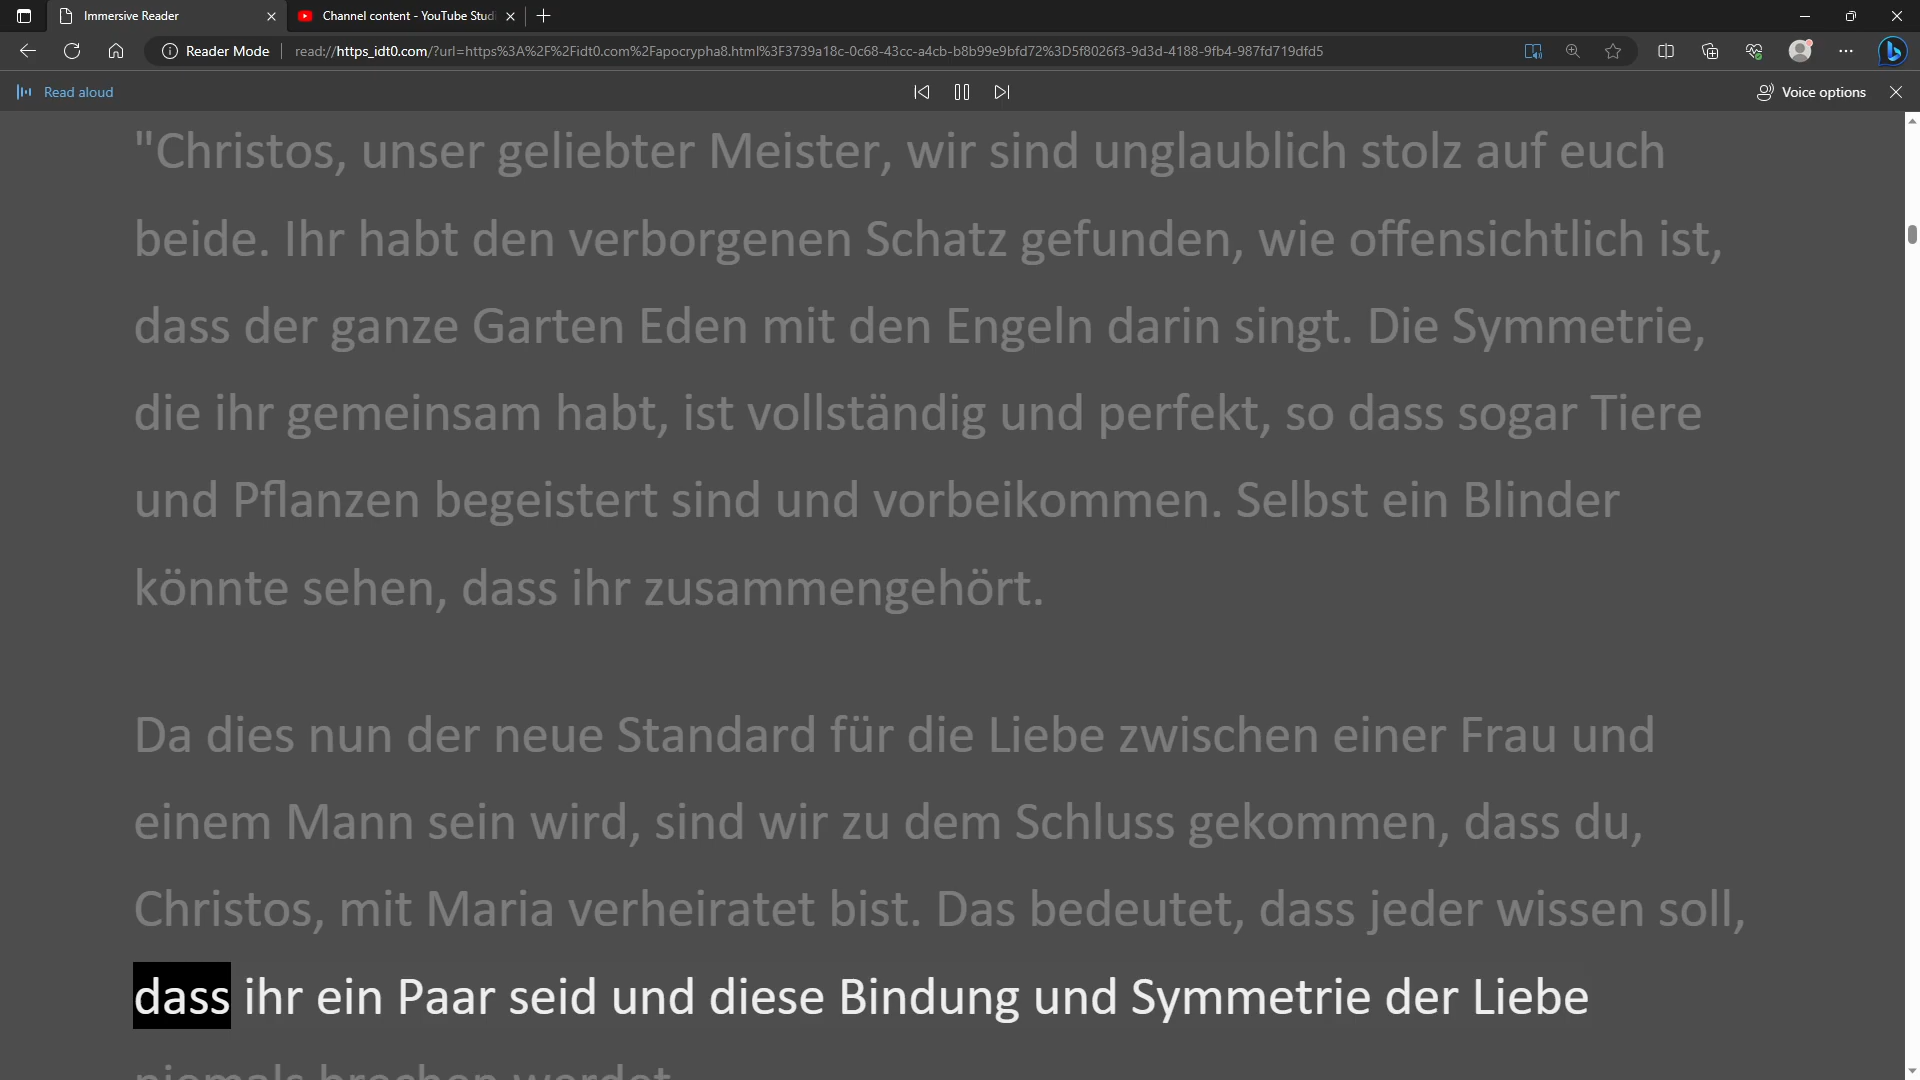 Immersive Reader
Channel content - YouTube Stud
Reader Mode
read://https_idt0.com/?url=https%3A%2F%2Fidt0.com%2Fapocrypha8.html%3F3739a18c-0c68-43cc-a4cb-b8b99e9bfd72%3D5f8026f3-9d3d-4188-9fb4-987fd719dfd5
Read aloud
Voice options
"Christos, unser geliebter Meister, wir sind unglaublich stolz auf euch
beide. Ihr habt den verborgenen Schatz gefunden, wie offensichtlich ist,
dass der ganze Garten Eden mit den Engeln darin singt. Die Symmetrie,
die ihr gemeinsam habt, ist vollständig und perfekt, so dass sogar Tiere
und Pflanzen begeistert sind und vorbeikommen. Selbst ein Blinder
könnte sehen, dass ihr zusammengehört.
Da dies nun der neue Standard für die Liebe zwischen einer Frau und
einem Mann sein wird, sind wir zu dem Schluss gekommen, dass du,
Christos, mit Maria verheiratet bist. Das bedeutet, dass jeder wissen soll,
dass ihr ein Paar seid und diese Bindung und Symmetrie der Liebe
niemals brechen werdet